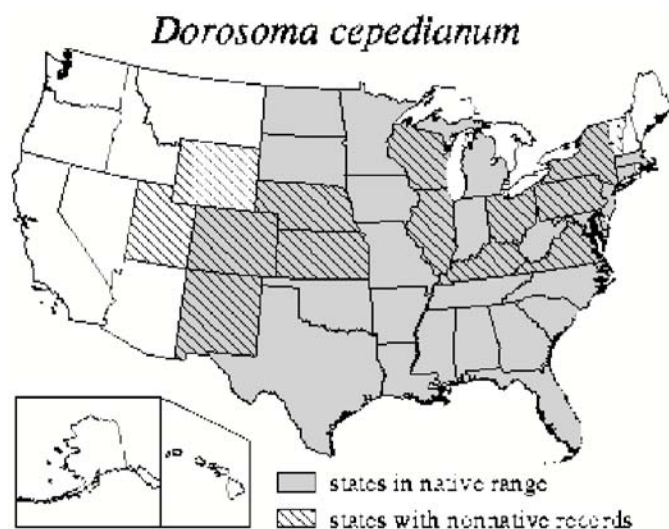 Dorosoma cepedianum
states in native range
states with nonnative records